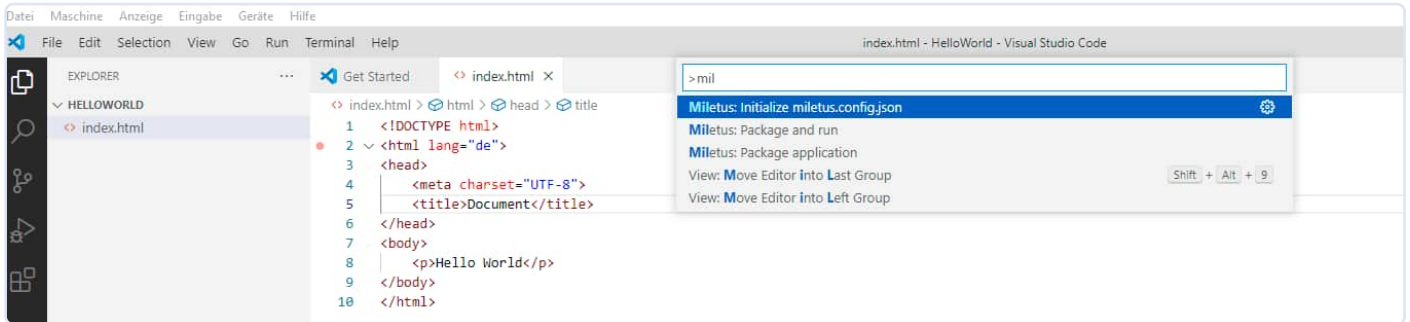 Datei Maschine Anzeige Eingabe Geräte Hilfe
File Edit Selection View Go Run Terminal Help index.html - HelloWorld - Visual Studio Code
EXPLORER ... Get Started <> index.html ×
>mil
HELLOWORLD
<> index.html > html > head > title
Miletus: Initialize miletus.config.json
<> index.html
1 <!DOCTYPE html>
Miletus: Package and run
2 <html lang="de">
Miletus: Package application
3 <head>
View: Move Editor into Last Group Shift + Alt + 9
4 <meta charset="UTF-8">
View: Move Editor into Left Group
5 <title>Document</title>
6 </head>
7 <body>
8 <p>Hello World</p>
9 </body>
10 </html>